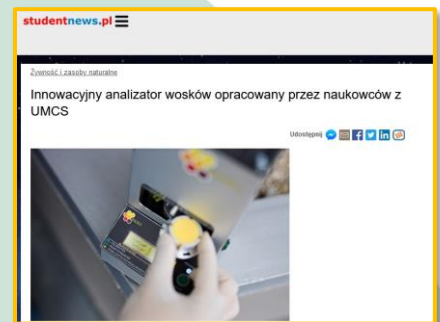 studentnews.pl
Żywność i zasoby naturalne
Innowacyjny analizator wosków opracowany przez naukowców z
UMCS
Udostępnij